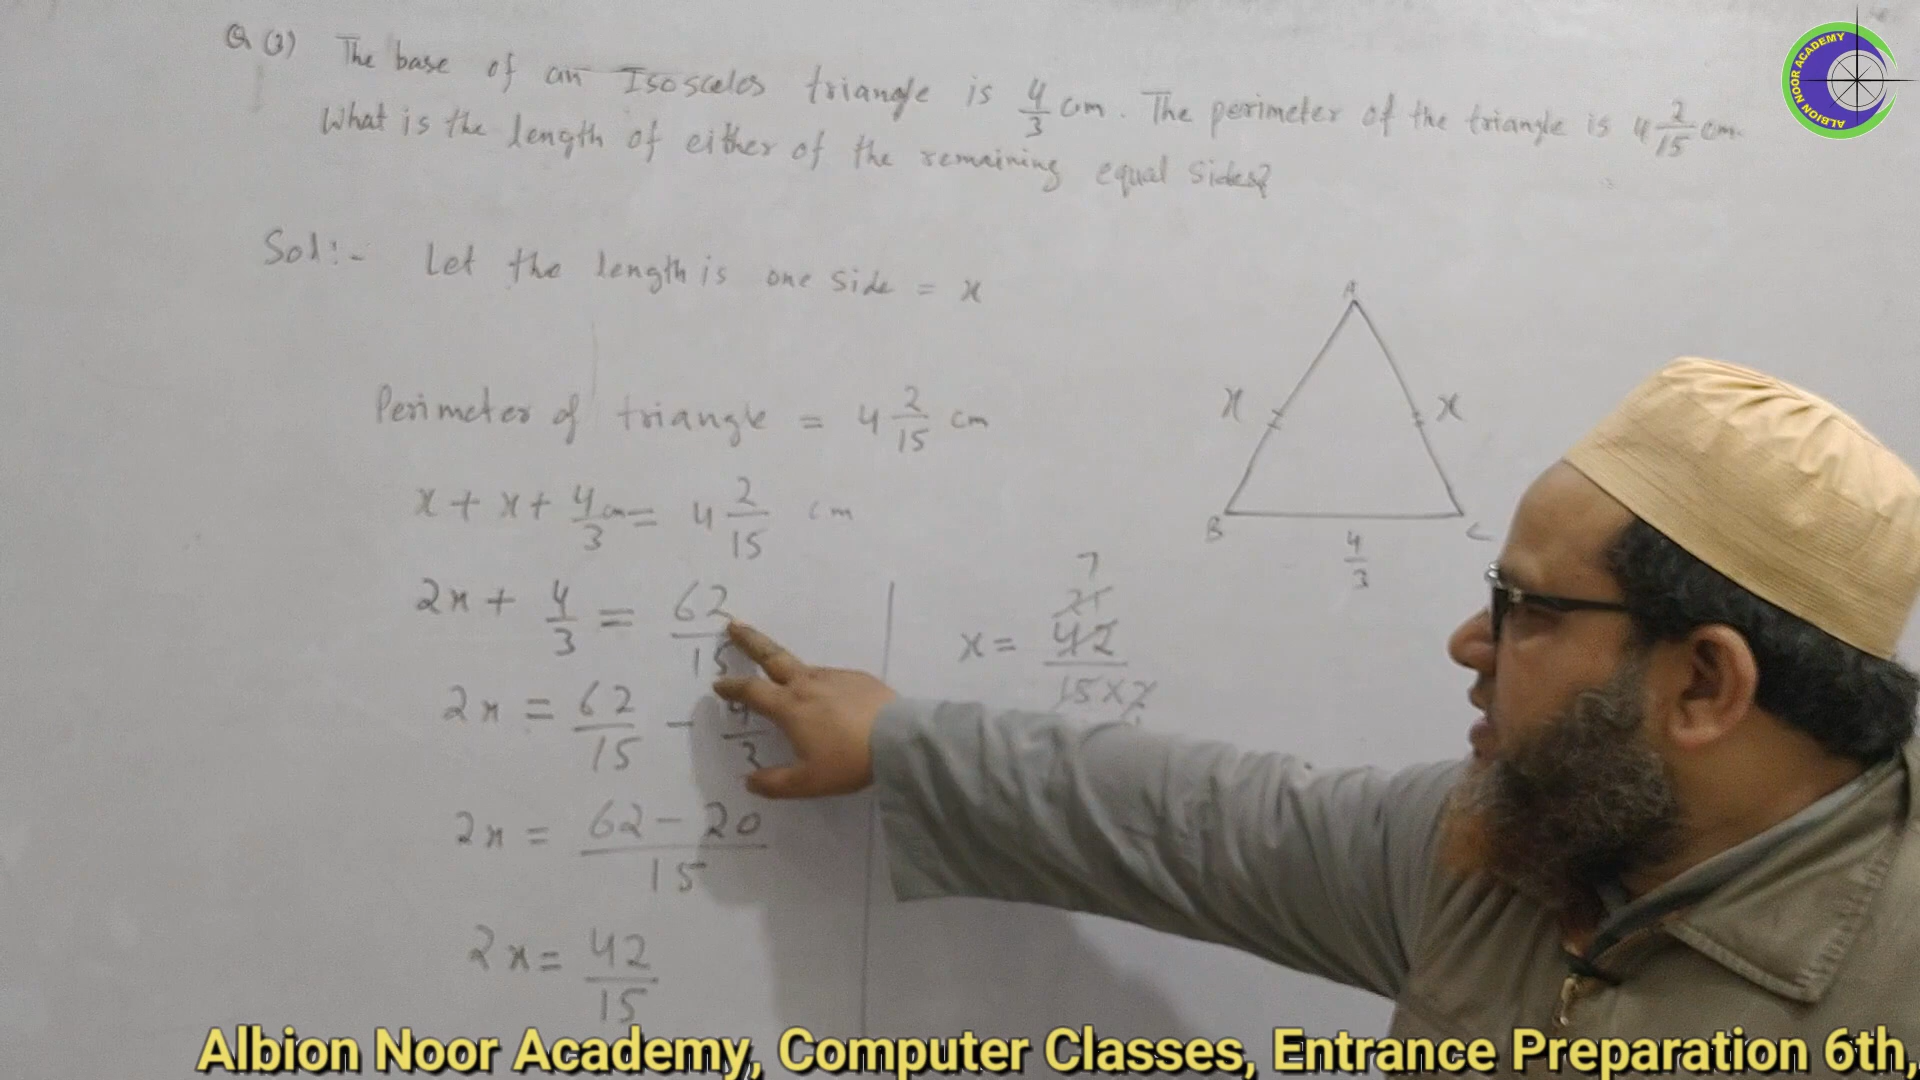 Q (3) The base of an Isosceles triangle is 4/3 cm. The perimeter of the triangle is 4 2/15 cm.
What is the length of either of the remaining equal sides?
Sol:- Let the length is one side = x
Perimeter of triangle = 4 2/15 cm
x + x + 4/3 cm = 4 2/15 cm
2x + 4/3 = 62/15
2x = 62/15 - 4/3
2x = 62 - 20 / 15
2x = 42/15
A
x x
B C
4/3
7
21
x = 42 / 15 × 2
ALBION NOOR ACADEMY
Albion Noor Academy, Computer Classes, Entrance Preparation 6th,